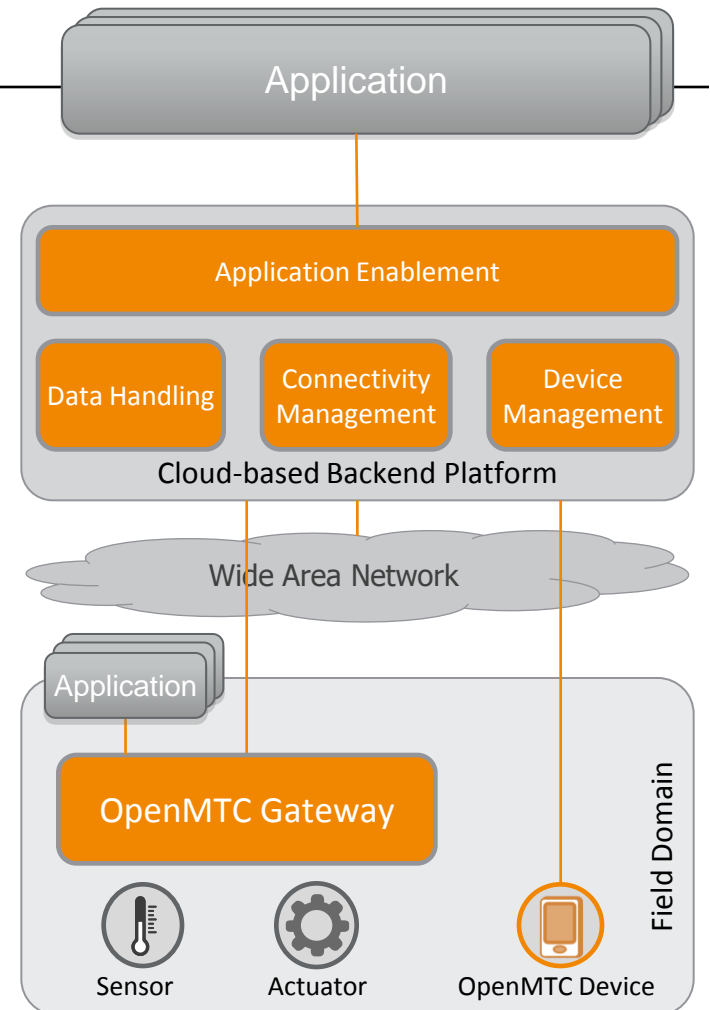 Application
Application Enablement
Data Handling
Connectivity
Management
Device
Management
Cloud-based Backend Platform
Wide Area Network
Application
OpenMTC Gateway
Field Domain
Sensor
Actuator
OpenMTC Device